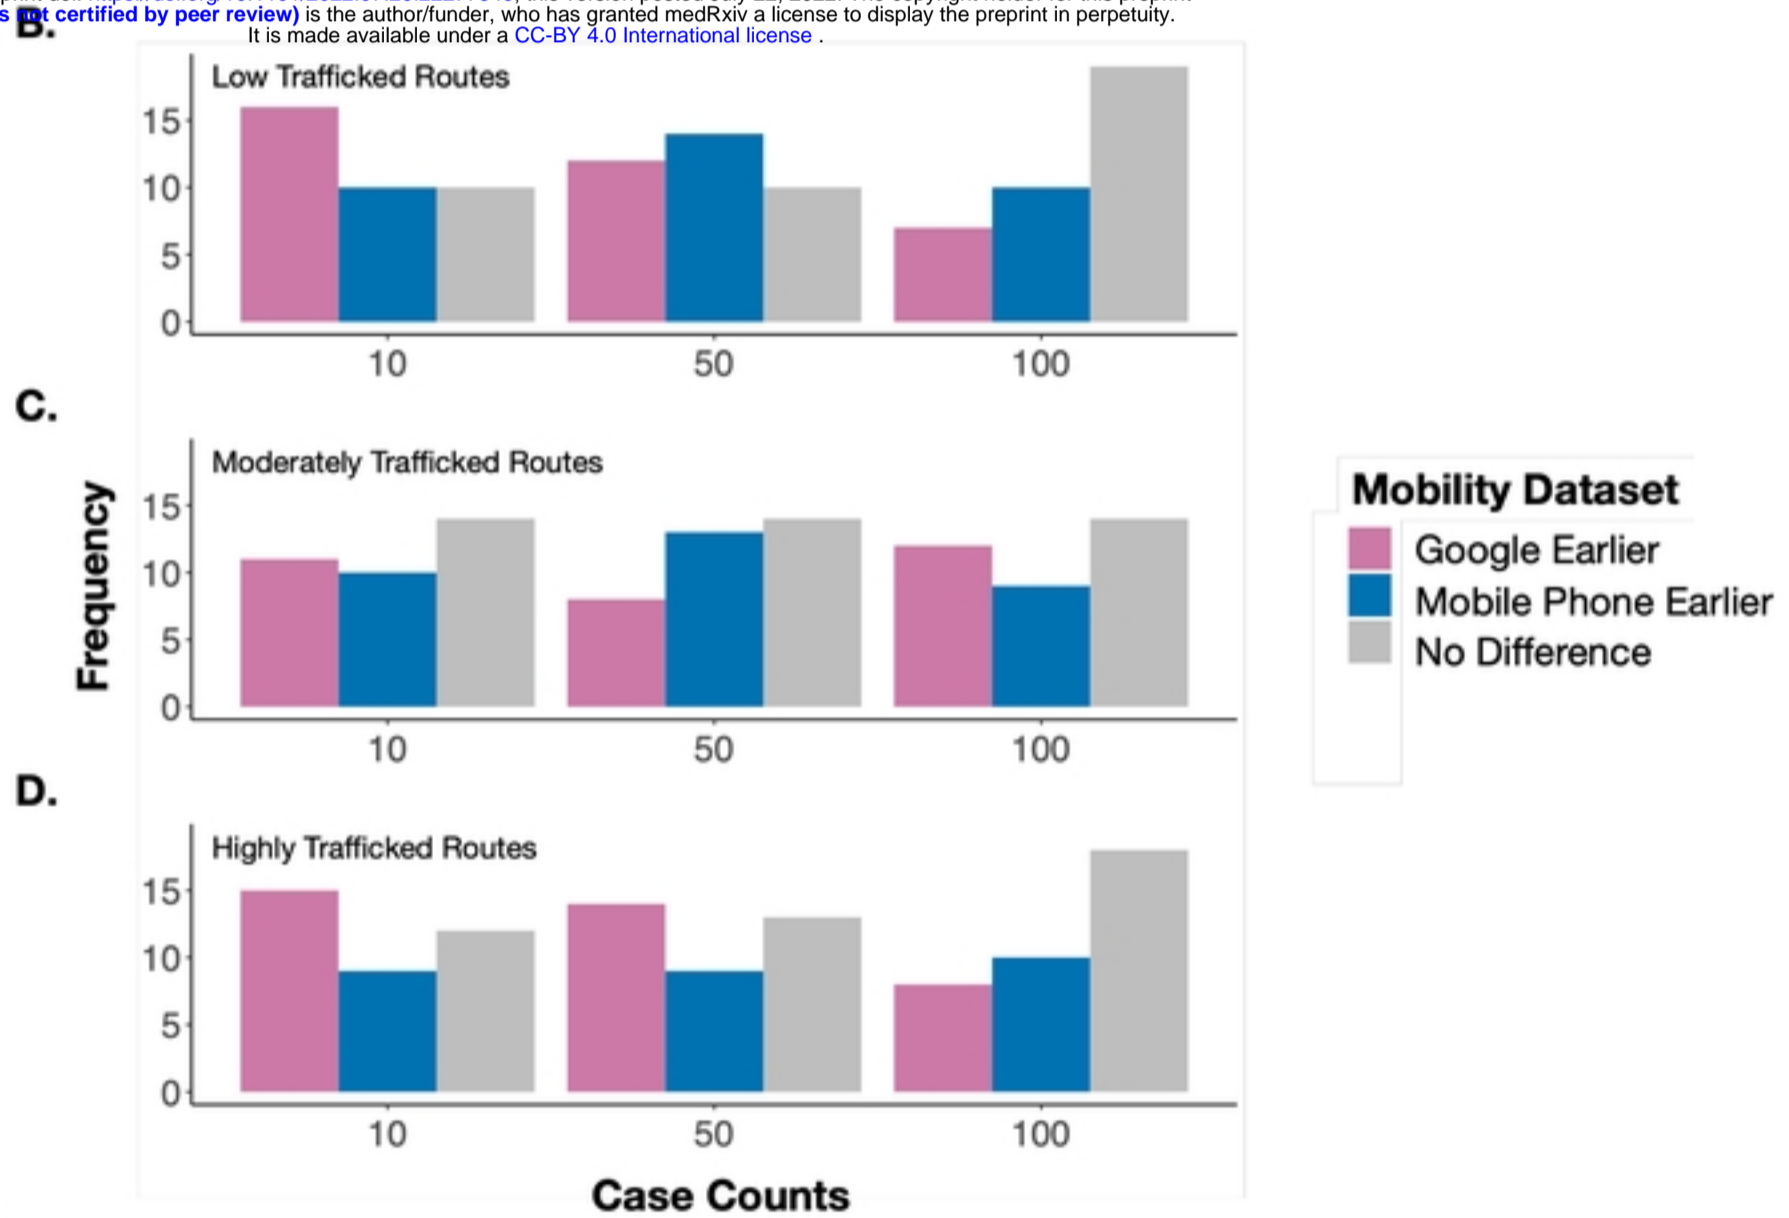 not certified by peer review) is the author/funder, who has granted medRxiv a license to display the preprint in perpetuity.
It is made available under a CC-BY 4.0 International license .
B.
Low Trafficked Routes
15
10
5
0
10 50 100
C.
Moderately Trafficked Routes
15
10
5
0
10 50 100
Frequency
Mobility Dataset
Google Earlier
Mobile Phone Earlier
No Difference
D.
Highly Trafficked Routes
15
10
5
0
10 50 100
Case Counts